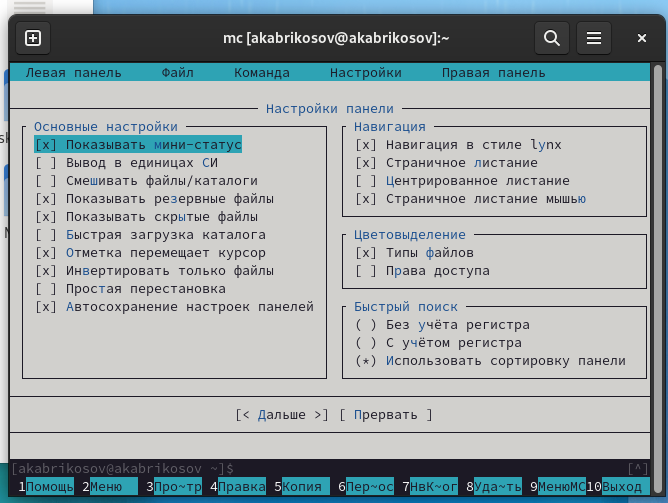 mc [akabrikosov@akabrikosov]:~
Левая панель Файл Команда Настройки Правая панель
Настройки панели
Основные настройки
[x] Показывать мини-статус
[ ] Вывод в единицах СИ
[ ] Смешивать файлы/каталоги
[x] Показывать резервные файлы
[x] Показывать скрытые файлы
[ ] Быстрая загрузка каталога
[x] Отметка перемещает курсор
[x] Инвертировать только файлы
[ ] Простая перестановка
[x] Автосохранение настроек панелей
Навигация
[x] Навигация в стиле lynx
[x] Страничное листание
[ ] Центрированное листание
[x] Страничное листание мышью
Цветовыделение
[x] Типы файлов
[ ] Права доступа
Быстрый поиск
( ) Без учёта регистра
( ) С учётом регистра
(*) Использовать сортировку панели
[< Дальше >] [ Прервать ]
[akabrikosov@akabrikosov ~]$ [^]
1Помощь 2Меню 3Про~тр 4Правка 5Копия 6Пер~ос 7НвК~ог 8Уда~ть 9МенюMC 10Выход